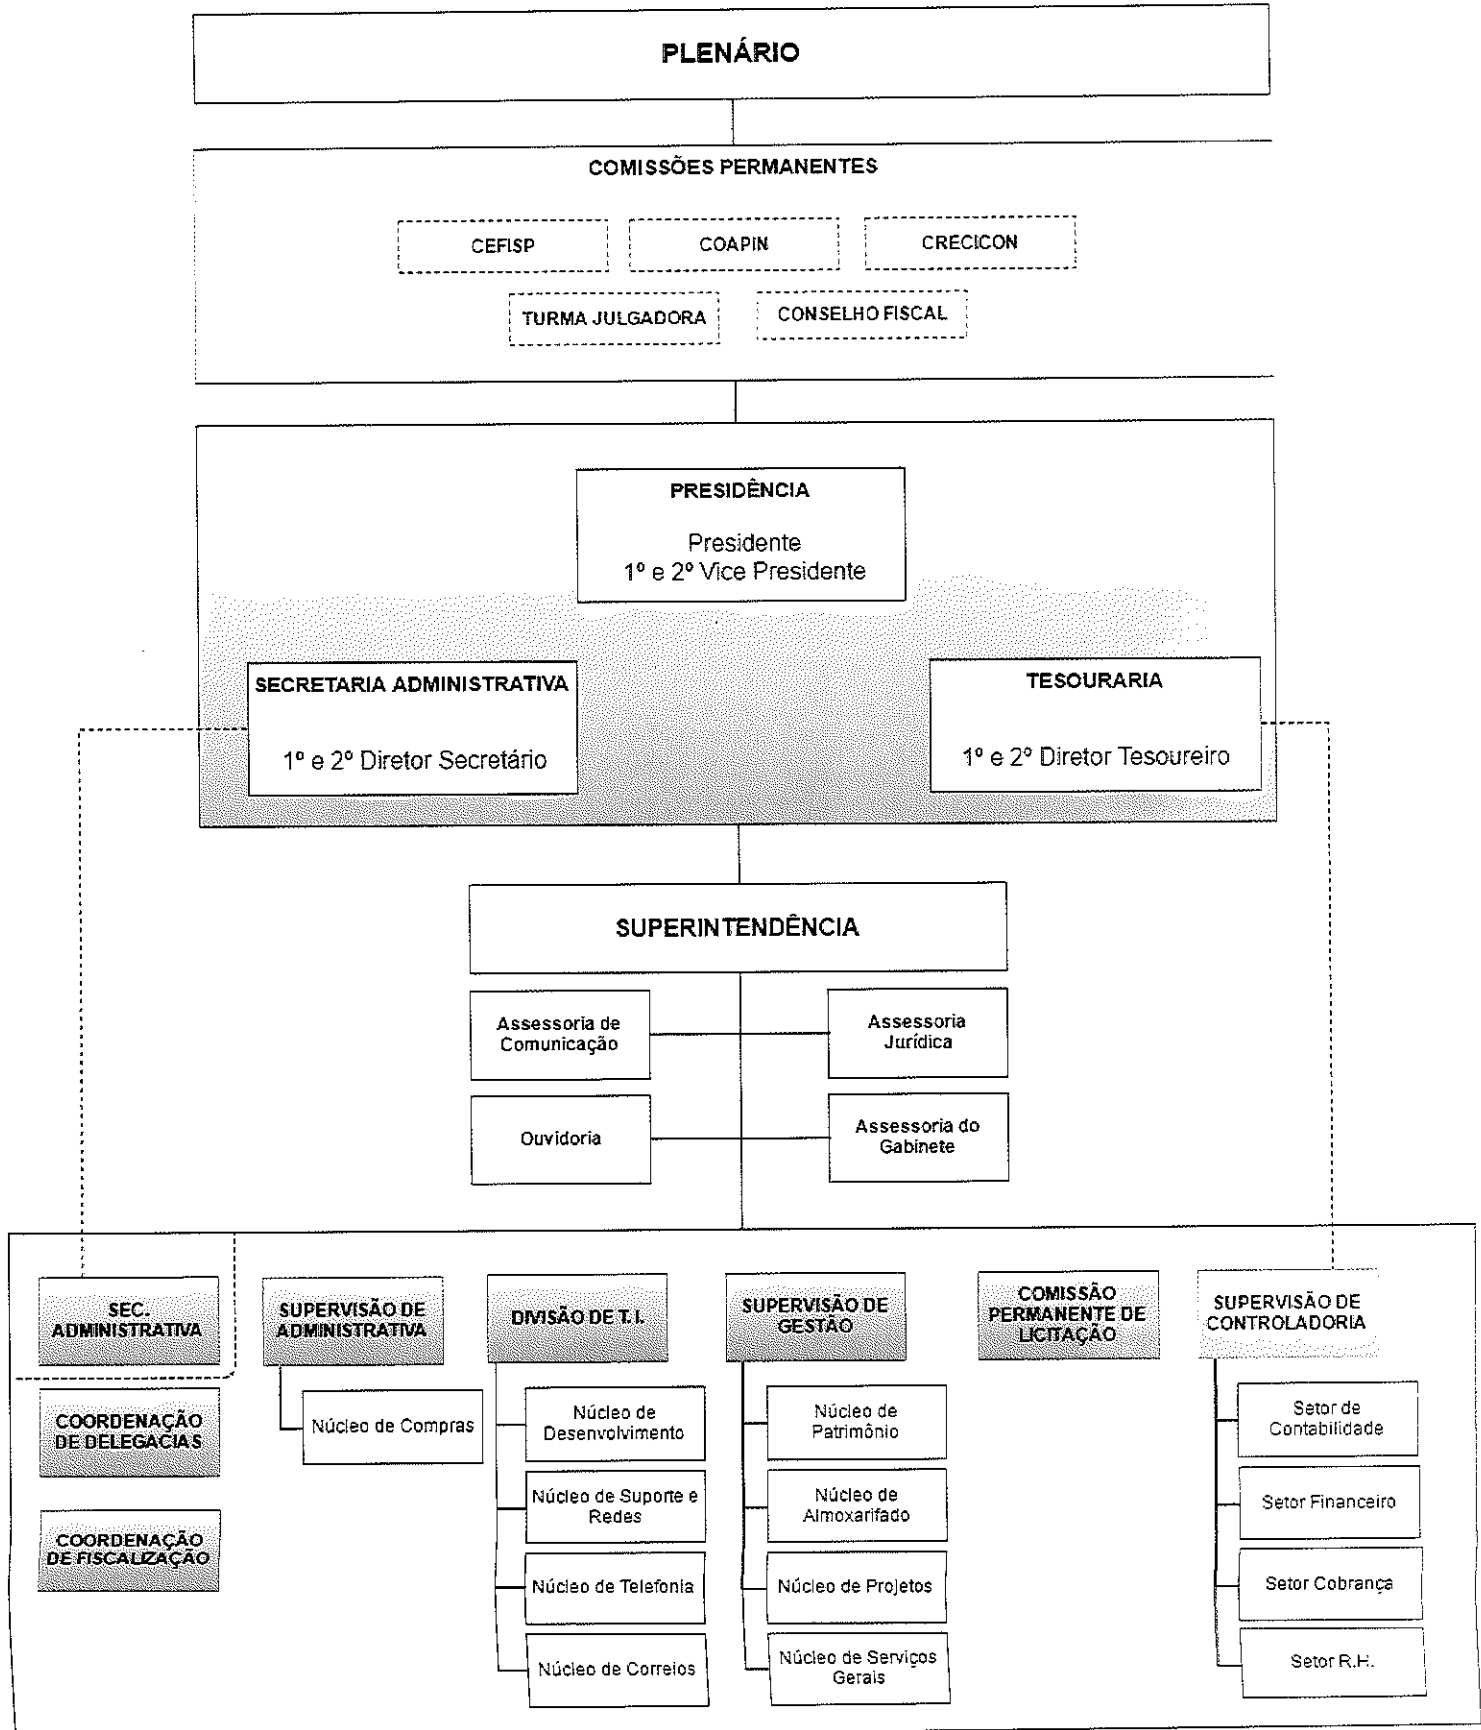 PLENÁRIO
COMISSÕES PERMANENTES
CEFISP
COAPIN
CRECICON
TURMA JULGADORA
CONSELHO FISCAL
PRESIDÊNCIA
Presidente
1º e 2º Vice Presidente
SECRETARIA ADMINISTRATIVA
1º e 2º Diretor Secretário
TESOURARIA
1º e 2º Diretor Tesoureiro
SUPERINTENDÊNCIA
Assessoria de
Comunicação
Assessoria
Jurídica
Ouvidoria
Assessoria do
Gabinete
SEC.
ADMINISTRATIVA
COORDENAÇÃO
DE DELEGACIAS
COORDENAÇÃO
DE FISCALIZAÇÃO
SUPERVISÃO DE
ADMINISTRATIVA
Núcleo de Compras
DIVISÃO DE T.I.
Núcleo de
Desenvolvimento
Núcleo de Suporte e
Redes
Núcleo de Telefonia
Núcleo de Correios
SUPERVISÃO DE
GESTÃO
Núcleo de
Patrimônio
Núcleo de
Almoxarifado
Núcleo de Projetos
Núcleo de Serviços
Gerais
COMISSÃO
PERMANENTE DE
LICITAÇÃO
SUPERVISÃO DE
CONTROLADORIA
Setor de
Contabilidade
Setor Financeiro
Setor Cobrança
Setor R.H.